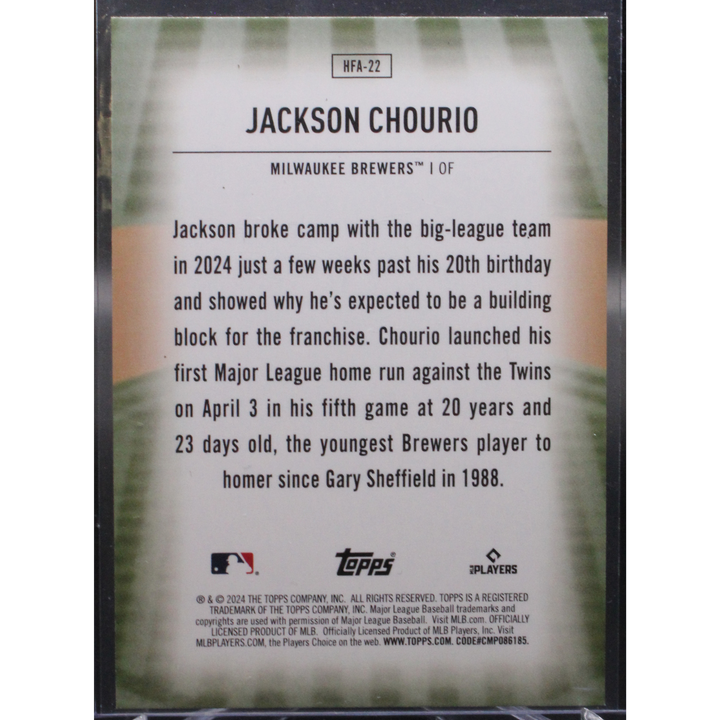 HFA-22
JACKSON CHOURIO
MILWAUKEE BREWERS™ | OF
Jackson broke camp with the big-league team
in 2024 just a few weeks past his 20th birthday
and showed why he's expected to be a building
block for the franchise. Chourio launched his
first Major League home run against the Twins
on April 3 in his fifth game at 20 years and
23 days old, the youngest Brewers player to
homer since Gary Sheffield in 1988.
Topps®
MLB PLAYERS
® & © 2024 THE TOPPS COMPANY, INC. ALL RIGHTS RESERVED. TOPPS IS A REGISTERED
TRADEMARK OF THE TOPPS COMPANY, INC. Major League Baseball trademarks and
copyrights are used with permission of Major League Baseball. Visit MLB.com. OFFICIALLY
LICENSED PRODUCT OF MLB. Officially Licensed Product of MLB Players, Inc. Visit
MLBPLAYERS.COM, the Players Choice on the web. WWW.TOPPS.COM. CODE#CMP086185.